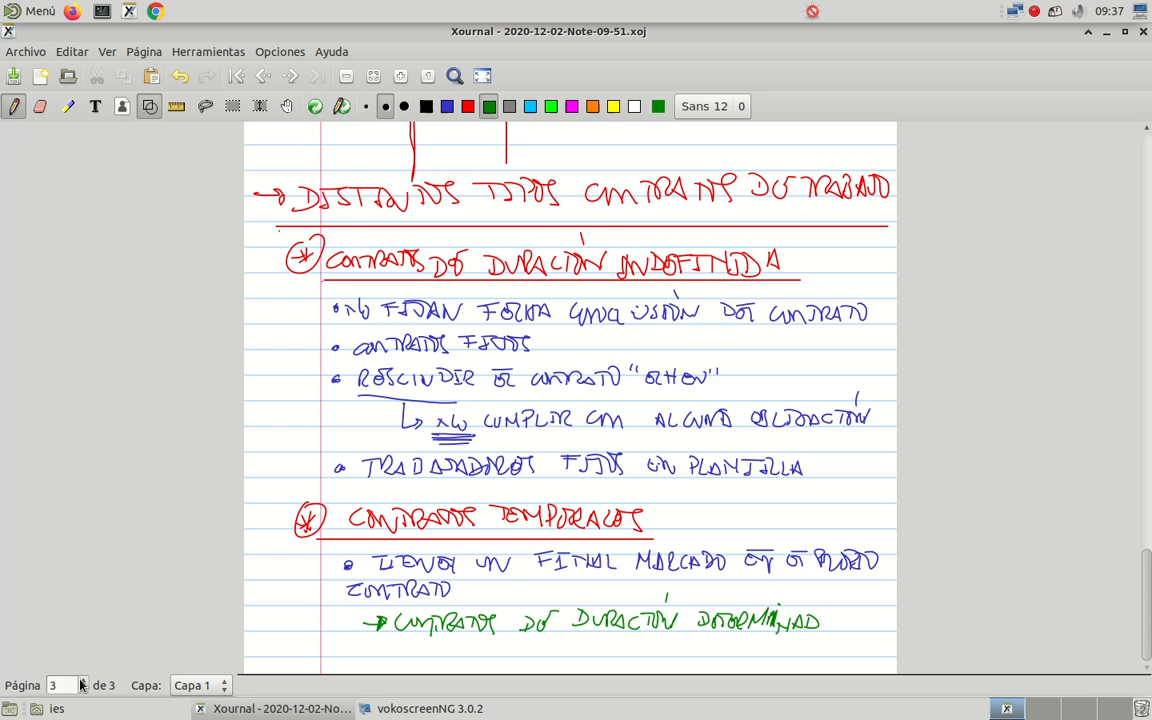 Menú
09:37
Xournal - 2020-12-02-Note-09-51.xoj
Archivo Editar Ver Página Herramientas Opciones Ayuda
Sans 12 0
→ DISTINTOS TIPOS CONTRATOS DE TRABAJO
* CONTRATOS DE DURACIÓN INDEFINIDA
• NO FIJAN FECHA CONCLUSIÓN DEL CONTRATO
• CONTRATOS FIJOS
• RESCINDIR EL CONTRATO
↳ NO CUMPLIR CON ALGUNA OBLIGACIÓN
• TRABAJADORES FIJOS EN PLANTILLA
* CONTRATOS TEMPORALES
• TIENEN UN FINAL MARCADO EN EL PROPIO
CONTRATO
→ CONTRATOS DE DURACIÓN DETERMINAD
Página 3 de 3 Capa: Capa 1
ies Xournal - 2020-12-02-No... vokoscreenNG 3.0.2